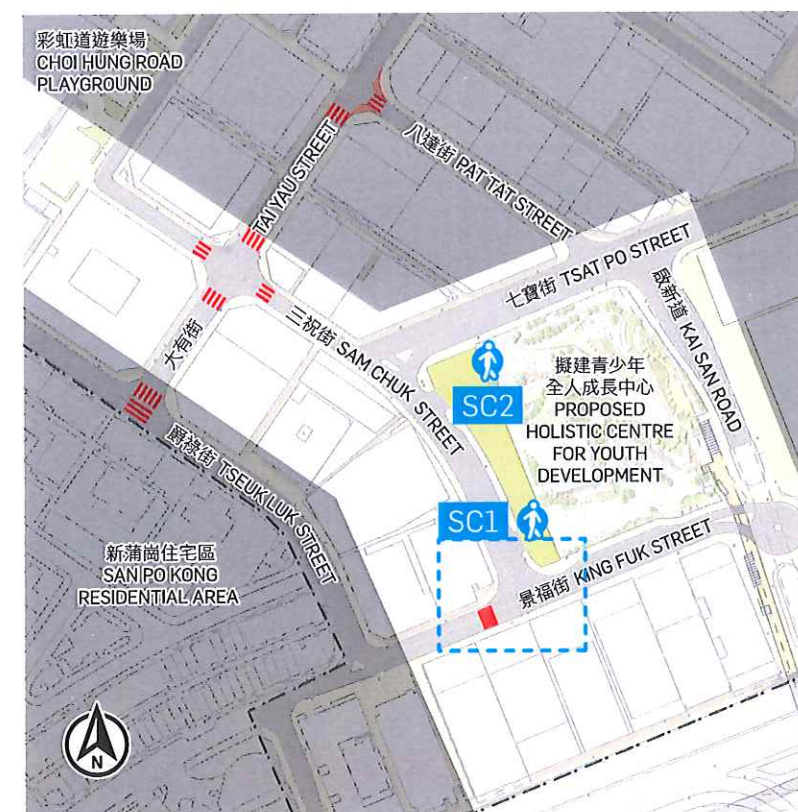 彩虹道遊樂場
CHOI HUNG ROAD
PLAYGROUND
TAI YAU STREET
八達街 PAT TAT STREET
七寶街 TSAT PO STREET
啟新道 KAI SAN ROAD
大有街
三祝街 SAM CHUK STREET
SC2
擬建青少年
全人成長中心
PROPOSED
HOLISTIC CENTRE
FOR YOUTH
DEVELOPMENT
爵祿街 TSEUK LUK STREET
SC1
新蒲崗住宅區
SAN PO KONG
RESIDENTIAL AREA
景福街 KING FUK STREET
N